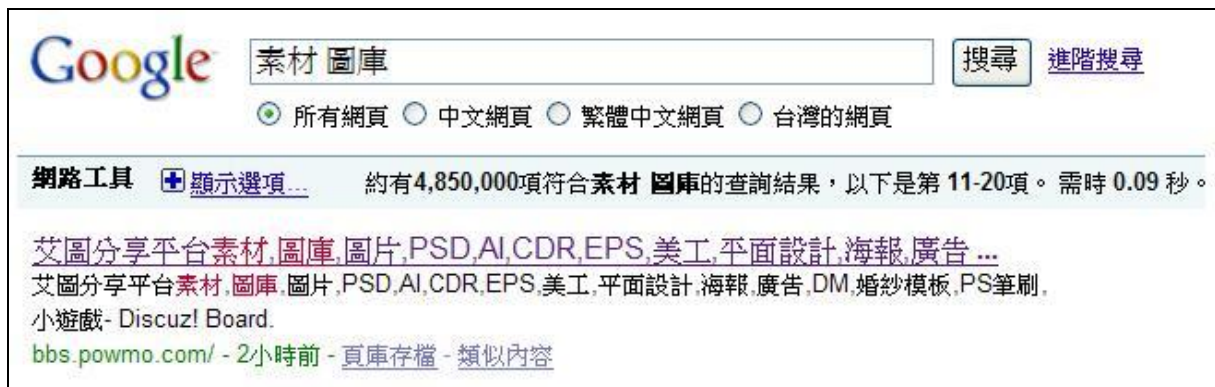 Google 素材 圖庫 搜尋 進階搜尋
所有網頁 中文網頁 繁體中文網頁 台灣的網頁
網路工具 顯示選項... 約有4,850,000項符合素材 圖庫的查詢結果，以下是第 11-20項。 需時 0.09 秒。
艾圖分享平台素材,圖庫,圖片,PSD,AI,CDR,EPS,美工,平面設計,海報,廣告 ...
艾圖分享平台素材,圖庫,圖片,PSD,AI,CDR,EPS,美工,平面設計,海報,廣告,DM,婚紗模板,PS筆刷,
小遊戲- Discuz! Board.
bbs.powmo.com/ - 2小時前 - 頁庫存檔 - 類似內容